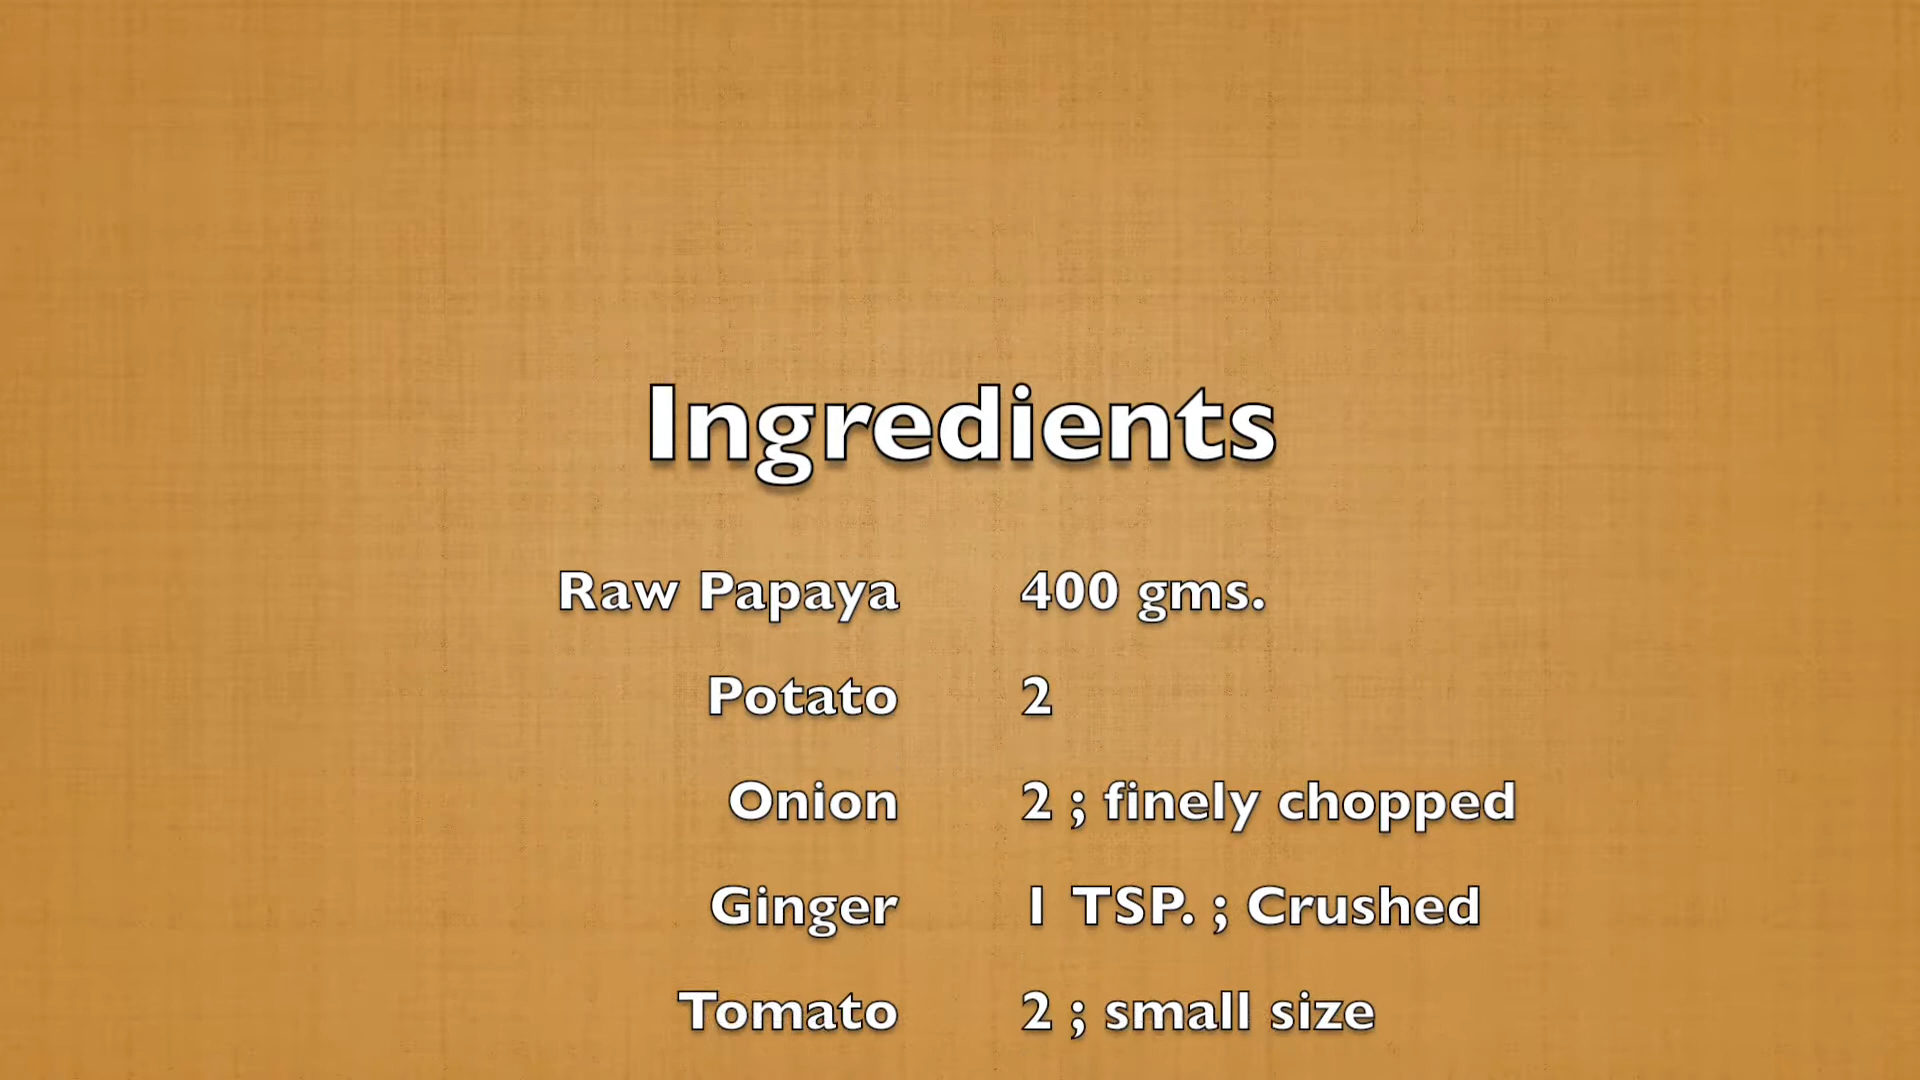 Ingredients
Raw Papaya 400 gms.
Potato 2
Onion 2 ; finely chopped
Ginger 1 TSP. ; Crushed
Tomato 2 ; small size